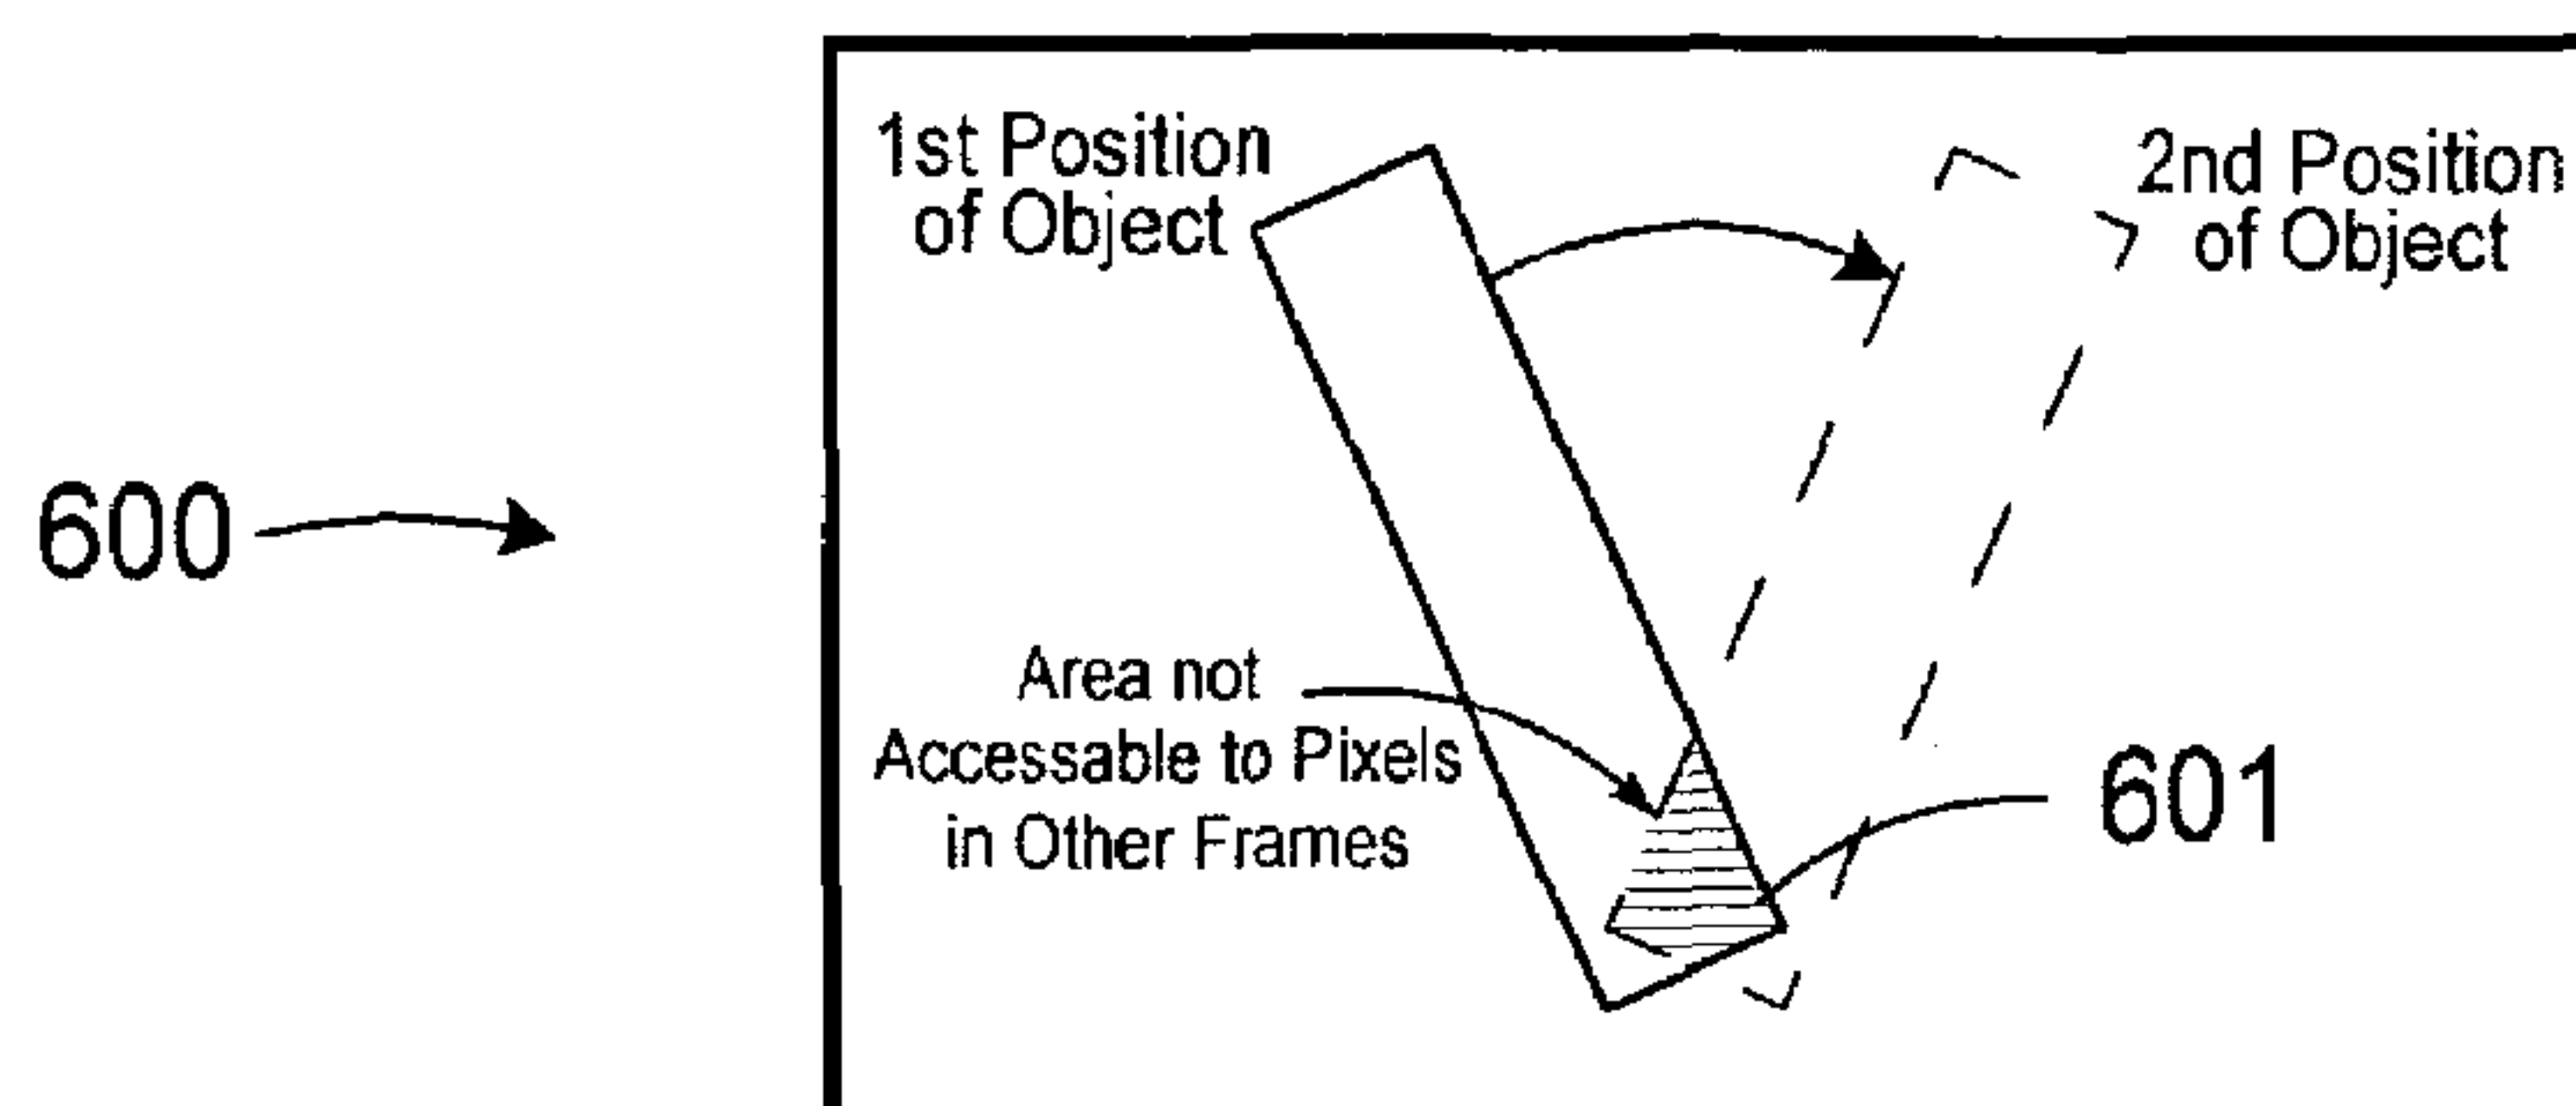 1st Position
of Object
2nd Position
of Object
600
Area not
Accessable to Pixels
in Other Frames
601